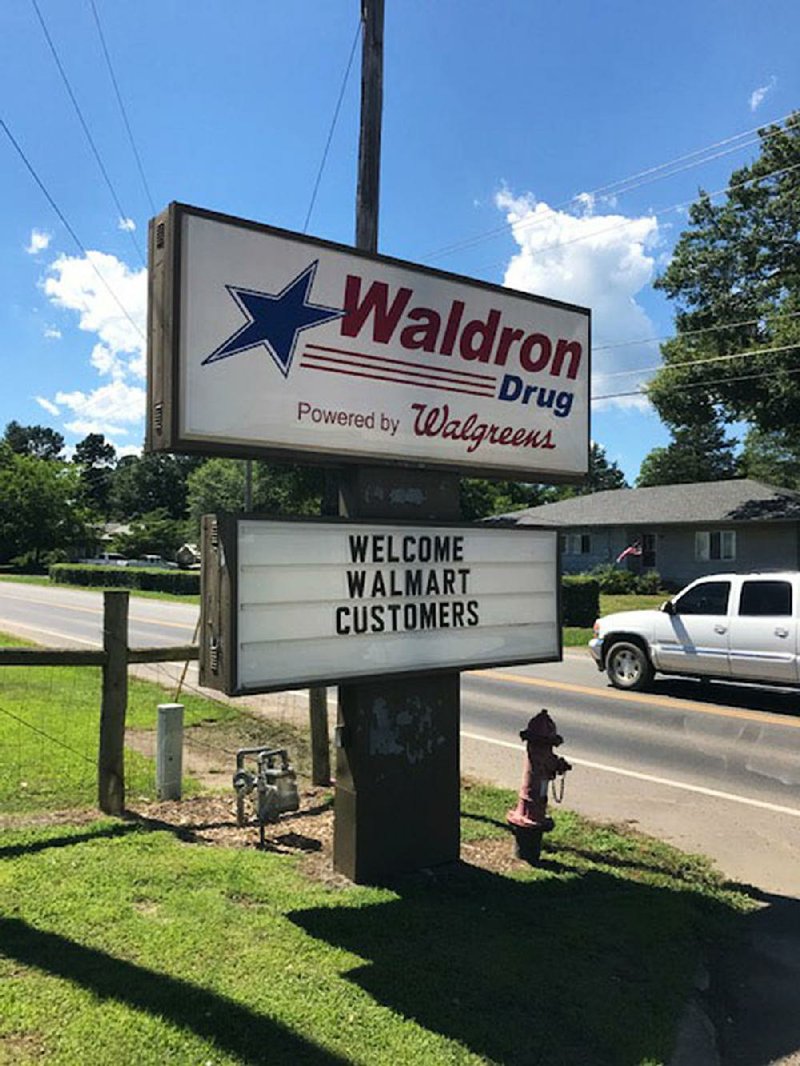 Waldron
Drug
Powered by Walgreens
WELCOME
WALMART
CUSTOMERS